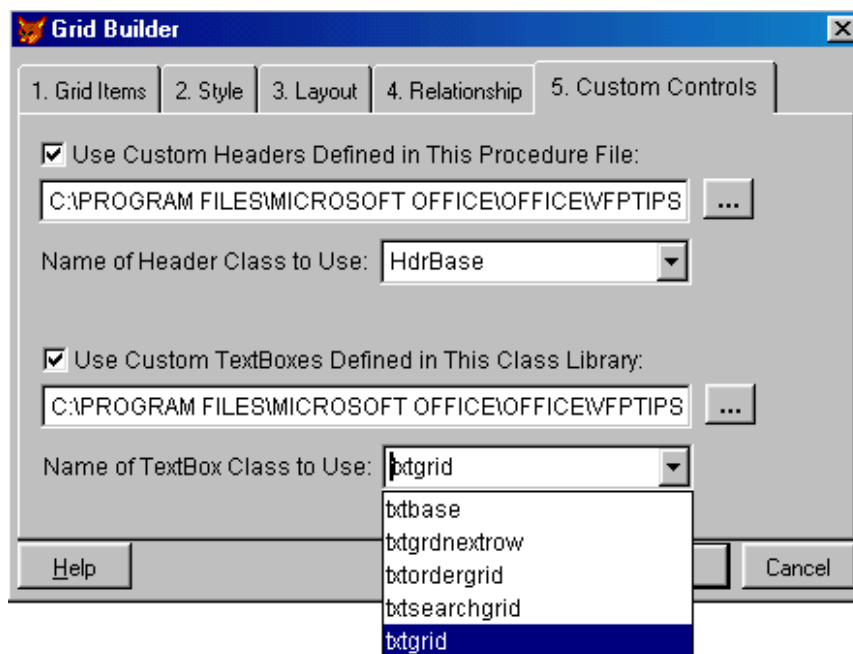 Grid Builder
1. Grid Items 2. Style 3. Layout 4. Relationship 5. Custom Controls
Use Custom Headers Defined in This Procedure File:
C:\PROGRAM FILES\MICROSOFT OFFICE\OFFICE\VFPTIPS ...
Name of Header Class to Use: HdrBase
Use Custom TextBoxes Defined in This Class Library:
C:\PROGRAM FILES\MICROSOFT OFFICE\OFFICE\VFPTIPS ...
Name of TextBox Class to Use: txtgrid
txtbase
txtgrdnextrow
txtordergrid
txtsearchgrid
txtgrid
Help Cancel